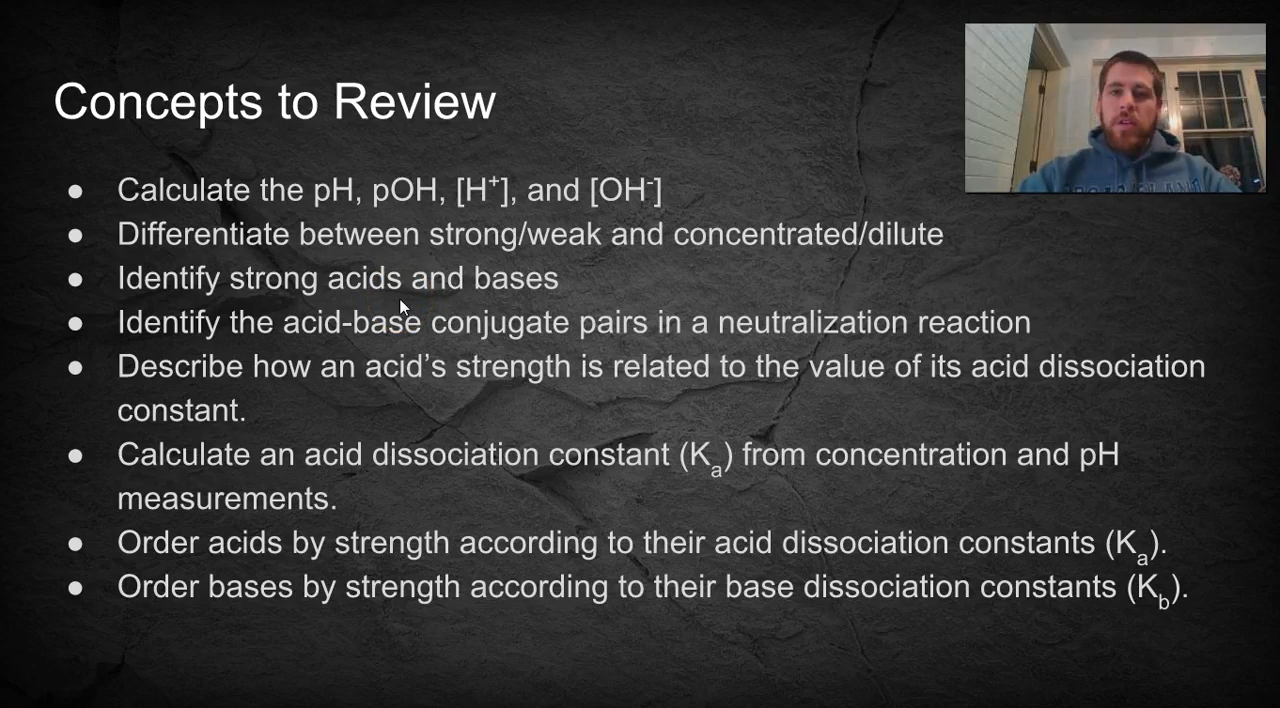 Concepts to Review
● Calculate the pH, pOH, [H⁺], and [OH⁻]
● Differentiate between strong/weak and concentrated/dilute
● Identify strong acids and bases
● Identify the acid-base conjugate pairs in a neutralization reaction
● Describe how an acid’s strength is related to the value of its acid dissociation
constant.
● Calculate an acid dissociation constant (Kₐ) from concentration and pH
measurements.
● Order acids by strength according to their acid dissociation constants (Kₐ).
● Order bases by strength according to their base dissociation constants (K_b).